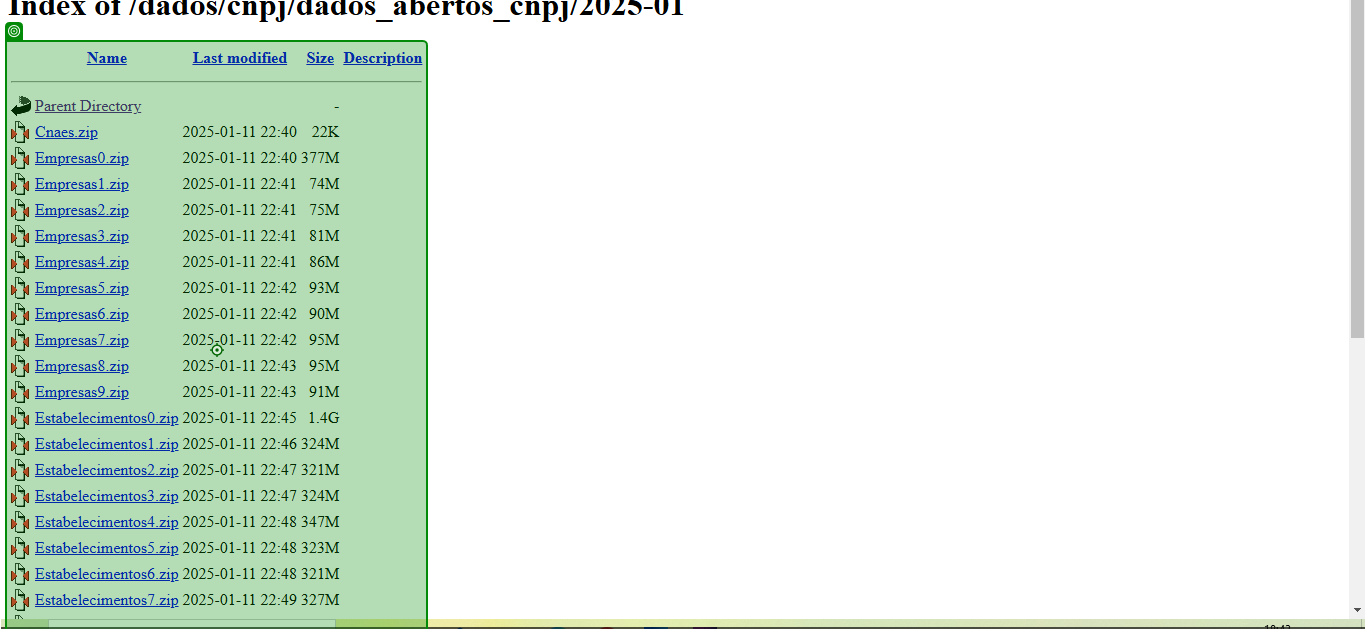 Index of /dados/cnpj/dados_abertos_cnpj/2025-01
Name Last modified Size Description
Parent Directory -
Cnaes.zip 2025-01-11 22:40 22K
Empresas0.zip 2025-01-11 22:40 377M
Empresas1.zip 2025-01-11 22:41 74M
Empresas2.zip 2025-01-11 22:41 75M
Empresas3.zip 2025-01-11 22:41 81M
Empresas4.zip 2025-01-11 22:41 86M
Empresas5.zip 2025-01-11 22:42 93M
Empresas6.zip 2025-01-11 22:42 90M
Empresas7.zip 2025-01-11 22:42 95M
Empresas8.zip 2025-01-11 22:43 95M
Empresas9.zip 2025-01-11 22:43 91M
Estabelecimentos0.zip 2025-01-11 22:45 1.4G
Estabelecimentos1.zip 2025-01-11 22:46 324M
Estabelecimentos2.zip 2025-01-11 22:47 321M
Estabelecimentos3.zip 2025-01-11 22:47 324M
Estabelecimentos4.zip 2025-01-11 22:48 347M
Estabelecimentos5.zip 2025-01-11 22:48 323M
Estabelecimentos6.zip 2025-01-11 22:48 321M
Estabelecimentos7.zip 2025-01-11 22:49 327M